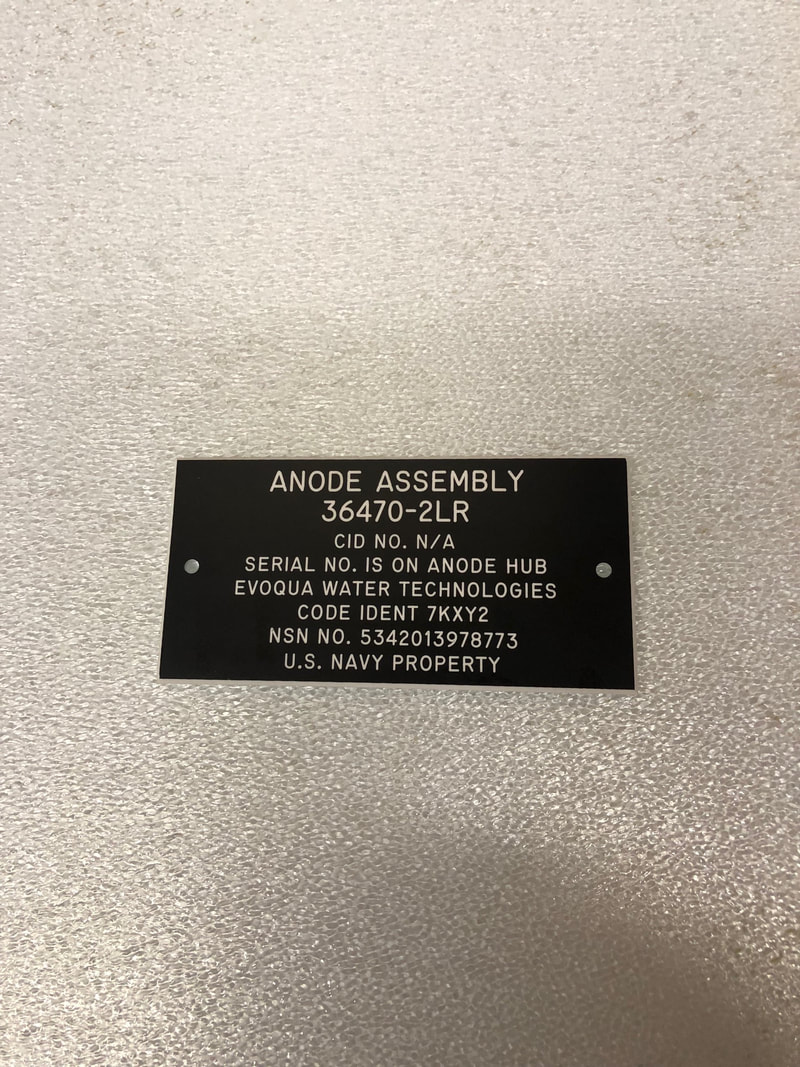 ANODE ASSEMBLY
36470-2LR
CID NO. N/A
SERIAL NO. IS ON ANODE HUB
EVOQUA WATER TECHNOLOGIES
CODE IDENT 7KXY2
NSN NO. 5342013978773
U.S. NAVY PROPERTY